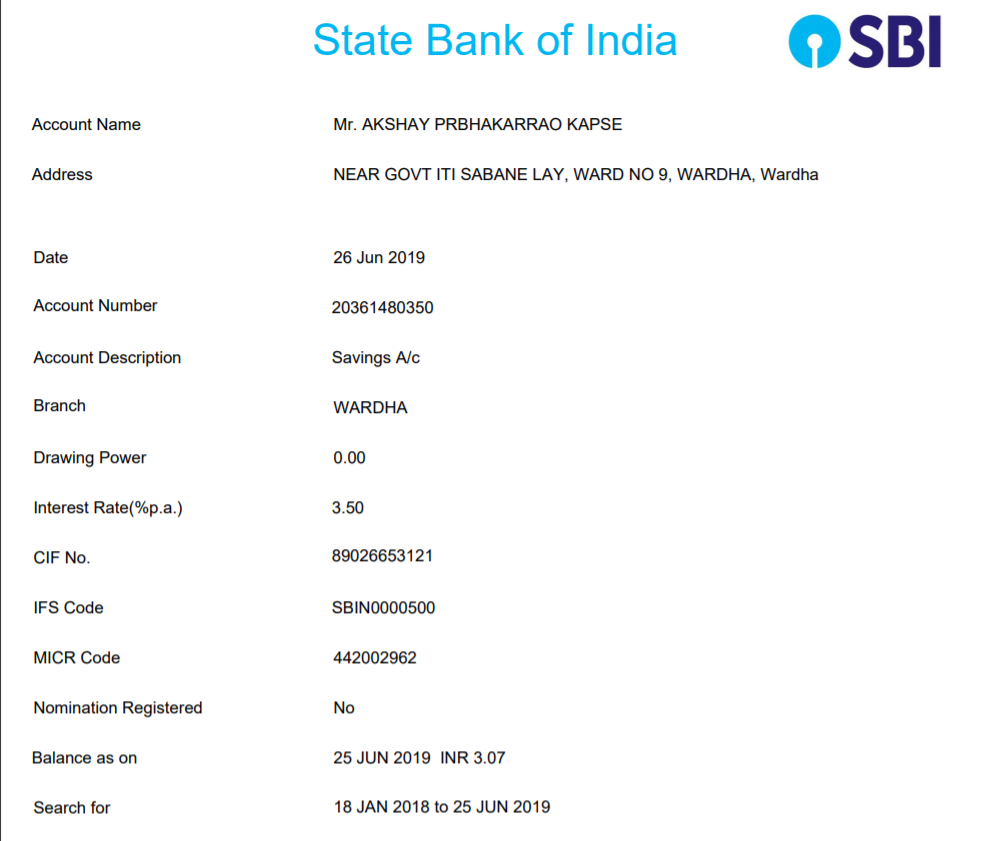 State Bank of India
SBI
Account Name Mr. AKSHAY PRBHAKARRAO KAPSE
Address NEAR GOVT ITI SABANE LAY, WARD NO 9, WARDHA, Wardha
Date 26 Jun 2019
Account Number 20361480350
Account Description Savings A/c
Branch WARDHA
Drawing Power 0.00
Interest Rate(%p.a.) 3.50
CIF No. 89026653121
IFS Code SBIN0000500
MICR Code 442002962
Nomination Registered No
Balance as on 25 JUN 2019 INR 3.07
Search for 18 JAN 2018 to 25 JUN 2019